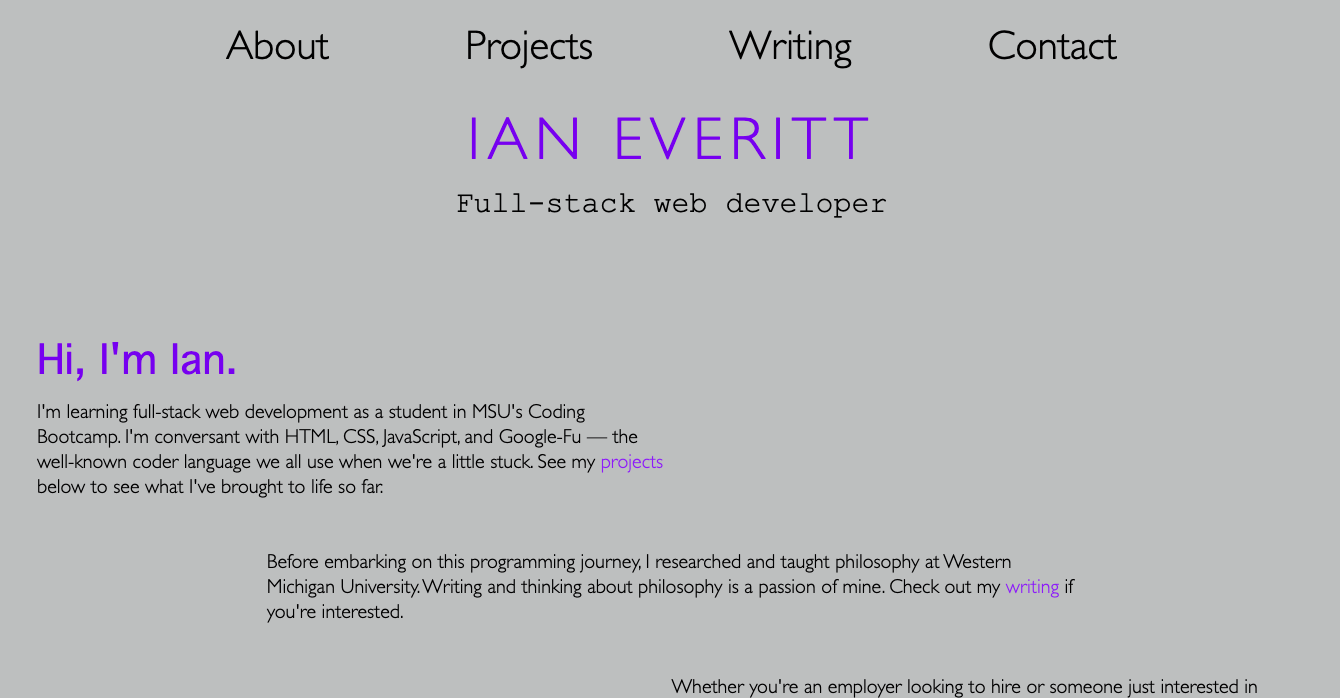 About Projects Writing Contact
IAN EVERITT
Full-stack web developer
Hi, I'm Ian.
I'm learning full-stack web development as a student in MSU's Coding
Bootcamp. I'm conversant with HTML, CSS, JavaScript, and Google-Fu — the
well-known coder language we all use when we're a little stuck. See my projects
below to see what I've brought to life so far.
Before embarking on this programming journey, I researched and taught philosophy at Western
Michigan University. Writing and thinking about philosophy is a passion of mine. Check out my writing if
you're interested.
Whether you're an employer looking to hire or someone just interested in